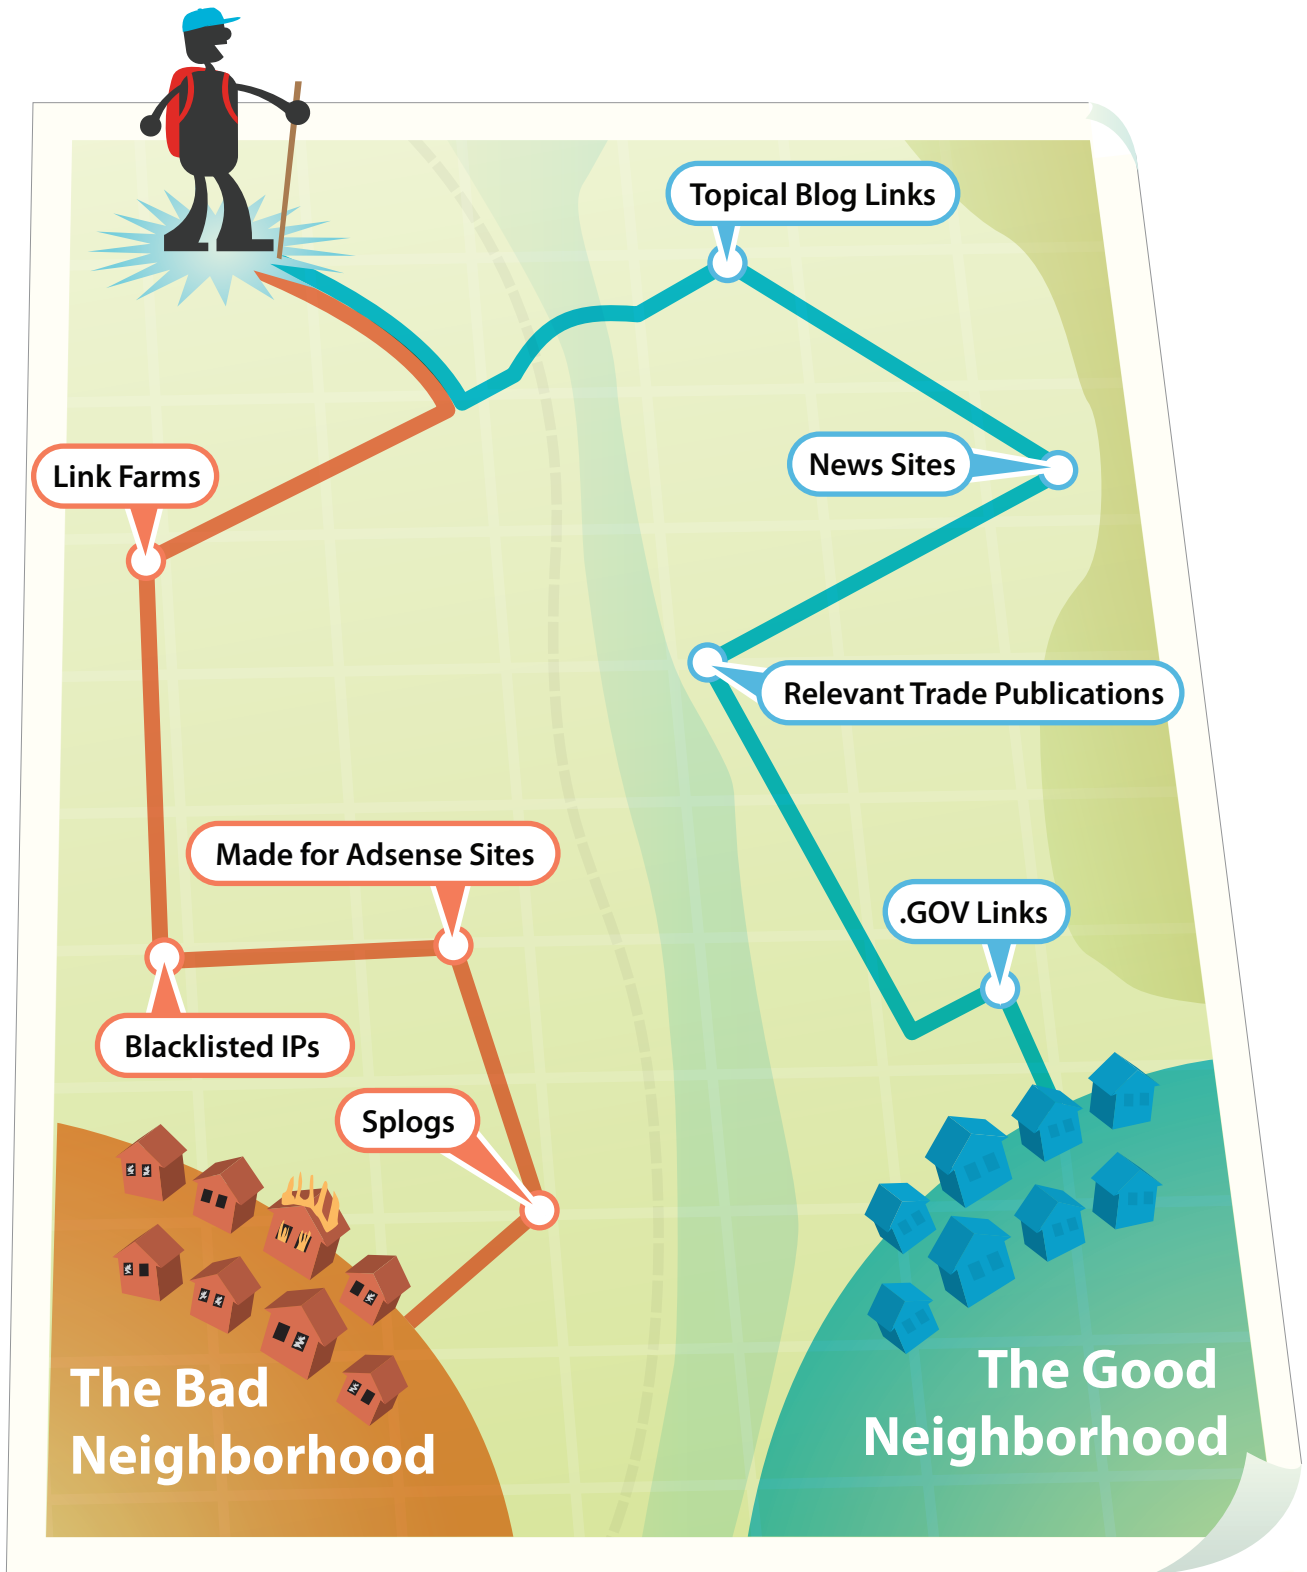 Topical Blog Links
News Sites
Link Farms
Relevant Trade Publications
Made for Adsense Sites
.GOV Links
Blacklisted IPs
Splogs
The Bad
Neighborhood
The Good
Neighborhood